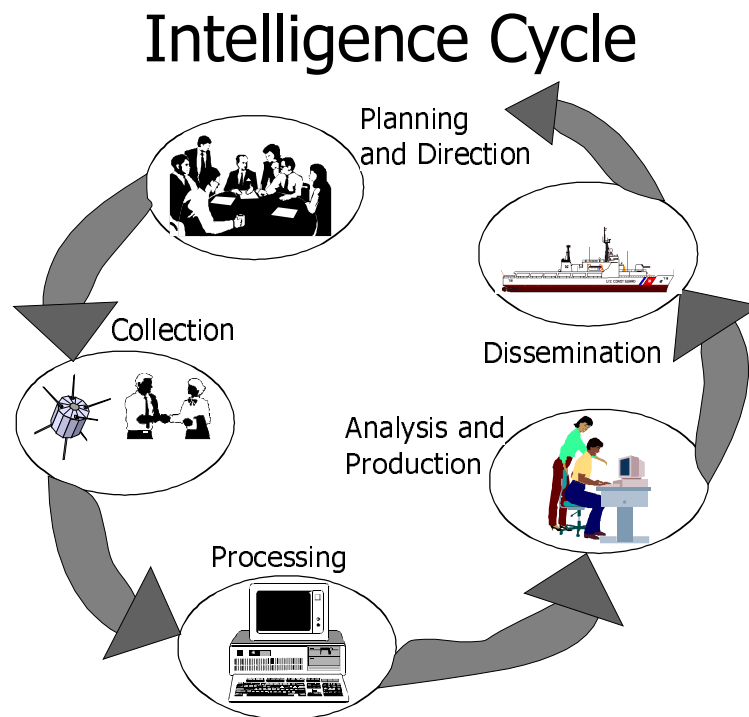 Intelligence Cycle
Planning
and Direction
Collection
Dissemination
Analysis and
Production
Processing